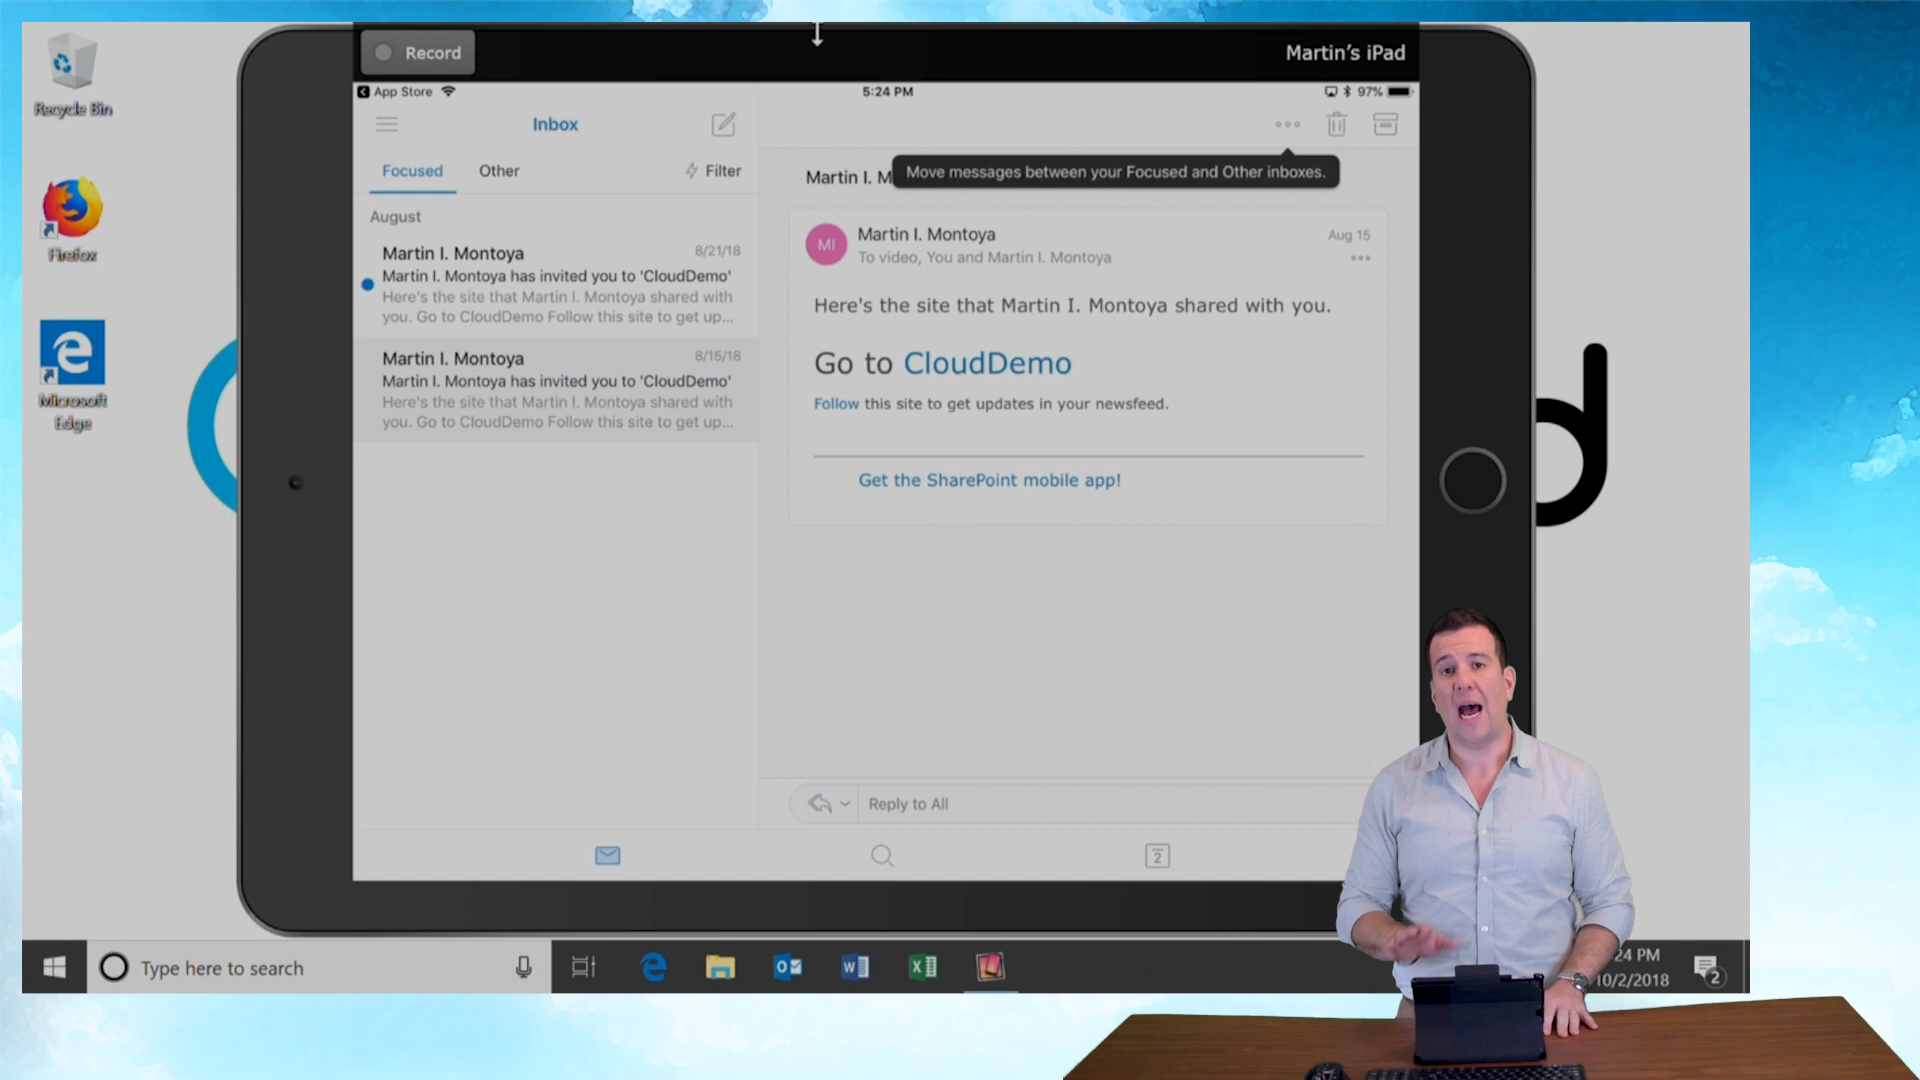 Recycle Bin
Firefox
Microsoft
Edge
Record
Martin's iPad
App Store
5:24 PM
97%
Inbox
Focused
Other
Filter
August
Martin I. Montoya
8/21/18
Martin I. Montoya has invited you to 'CloudDemo'
Here's the site that Martin I. Montoya shared with
you. Go to CloudDemo Follow this site to get up...
Martin I. Montoya
8/15/18
Martin I. Montoya has invited you to 'CloudDemo'
Here's the site that Martin I. Montoya shared with
you. Go to CloudDemo Follow this site to get up...
Martin I. M
Move messages between your Focused and Other inboxes.
MI
Martin I. Montoya
Aug 15
To video, You and Martin I. Montoya
Here's the site that Martin I. Montoya shared with you.
Go to CloudDemo
Follow this site to get updates in your newsfeed.
Get the SharePoint mobile app!
Reply to All
2
d
Type here to search
24 PM
10/2/2018
2